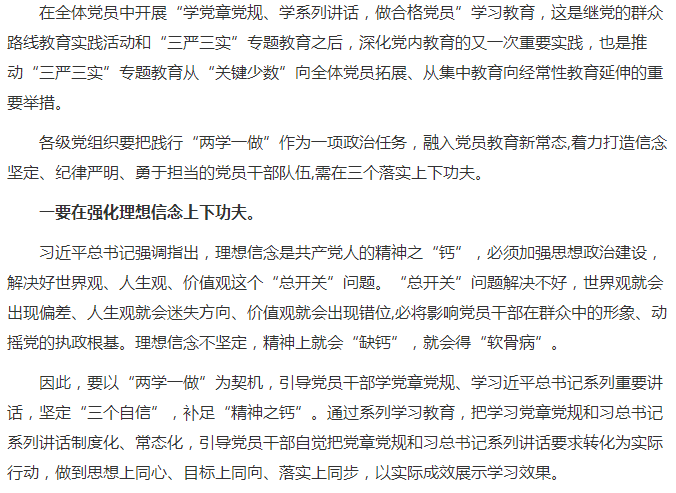 在全体党员中开展“学党章党规、学系列讲话，做合格党员”学习教育，这是继党的群众
路线教育实践活动和“三严三实”专题教育之后，深化党内教育的又一次重要实践，也是推
动“三严三实”专题教育从“关键少数”向全体党员拓展、从集中教育向经常性教育延伸的重
要举措。
各级党组织要把践行“两学一做”作为一项政治任务，融入党员教育新常态,着力打造信念
坚定、纪律严明、勇于担当的党员干部队伍,需在三个落实上下功夫。
一要在强化理想信念上下功夫。
习近平总书记强调指出，理想信念是共产党人的精神之“钙”，必须加强思想政治建设，
解决好世界观、人生观、价值观这个“总开关”问题。“总开关”问题解决不好，世界观就会
出现偏差、人生观就会迷失方向、价值观就会出现错位,必将影响党员干部在群众中的形象、动
摇党的执政根基。理想信念不坚定，精神上就会“缺钙”，就会得“软骨病”。
因此，要以“两学一做”为契机，引导党员干部学党章党规、学习近平总书记系列重要讲
话，坚定“三个自信”，补足“精神之钙”。通过系列学习教育，把学习党章党规和习总书记
系列讲话制度化、常态化，引导党员干部自觉把党章党规和习总书记系列讲话要求转化为实际
行动，做到思想上同心、目标上同向、落实上同步，以实际成效展示学习效果。